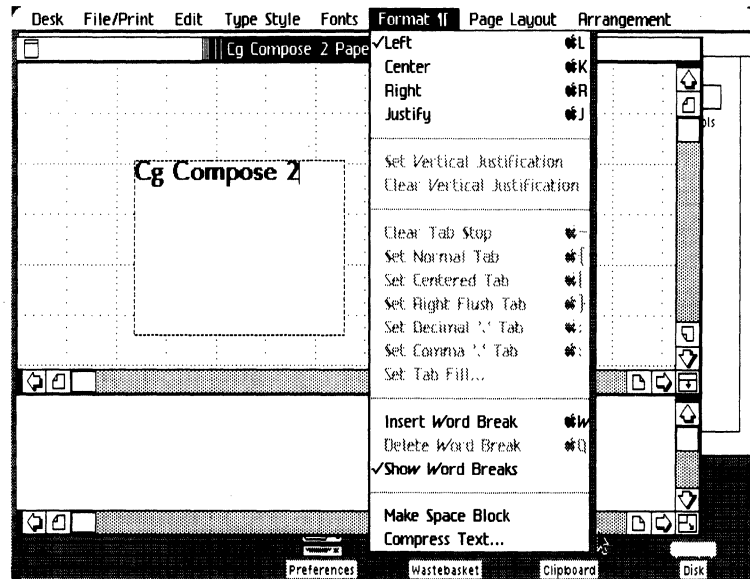 Desk File/Print Edit Type Style Fonts Format ¶ Page Layout Arrangement
Cg Compose 2 Pape
Cg Compose 2
✓Left L
Center K
Right R
Justify J
Set Vertical Justification
Clear Vertical Justification
Clear Tab Stop -
Set Normal Tab {
Set Centered Tab |
Set Right Flush Tab }
Set Decimal '.' Tab :
Set Comma ',' Tab ;
Set Tab Fill...
Insert Word Break W
Delete Word Break Q
✓Show Word Breaks
Make Space Block
Compress Text...
ols
Preferences Wastebasket Clipboard Disk